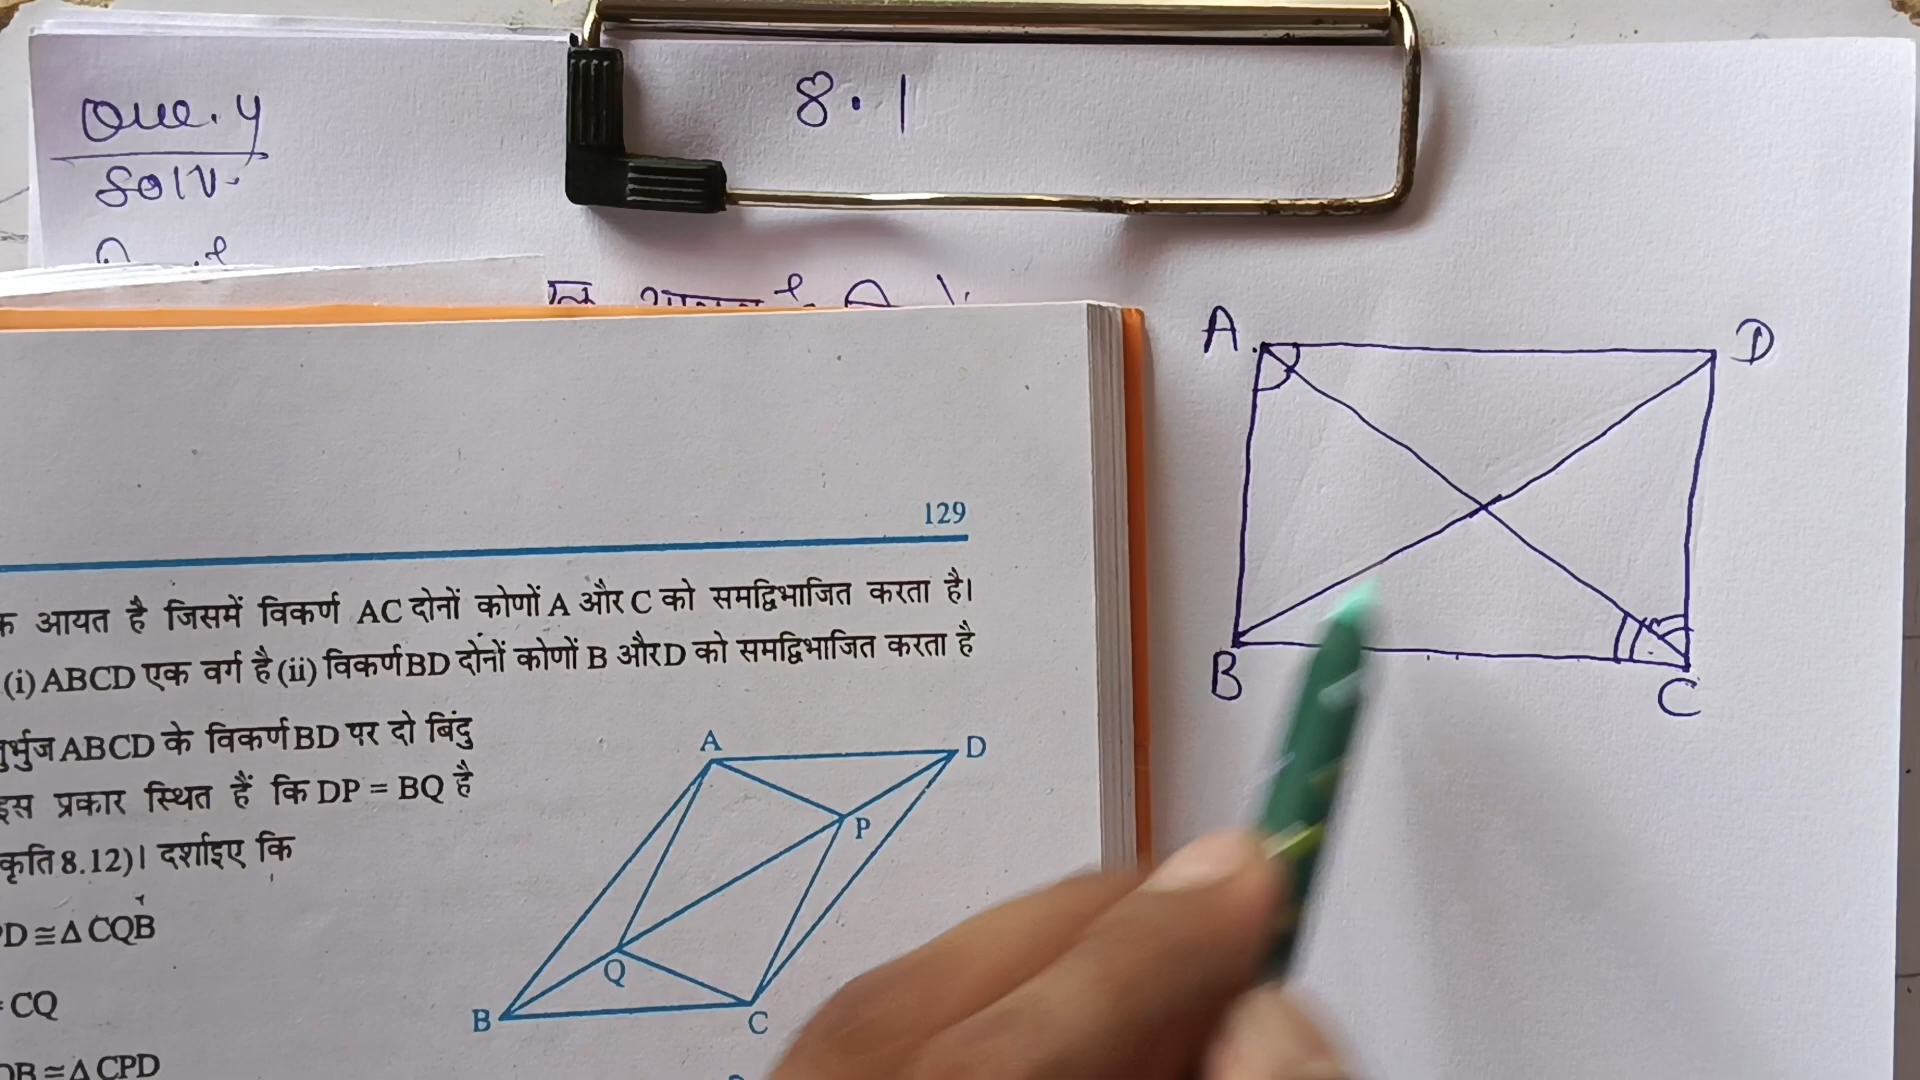 Que. 4
Solⁿ.
8.1
129
आयत है जिसमें विकर्ण AC दोनों कोणों A और C को समद्विभाजित करता है।
(i) ABCD एक वर्ग है (ii) विकर्ण BD दोनों कोणों B और D को समद्विभाजित करता है
ABCD के विकर्ण BD पर दो बिंदु
इस प्रकार स्थित हैं कि DP = BQ है
8.12)। दर्शाइए कि
D ≅ Δ CQB
= CQ
≅ Δ CPD
A
D
P
Q
B
C
A
D
B
C